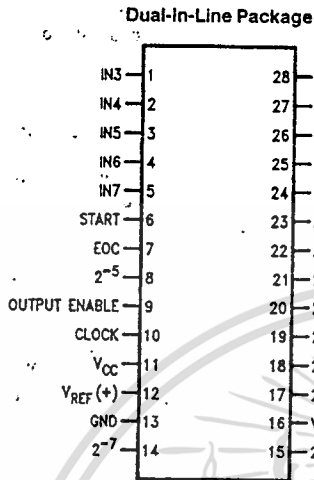 Dual-In-Line Package
IN3 1 28
IN4 2 27
IN5 3 26
IN6 4 25
IN7 5 24
START 6 23
EOC 7 22
2⁻⁵ 8 21
OUTPUT ENABLE 9 20
CLOCK 10 19
V_CC 11 18
V_REF(+) 12 17
GND 13 16
2⁻⁷ 14 15